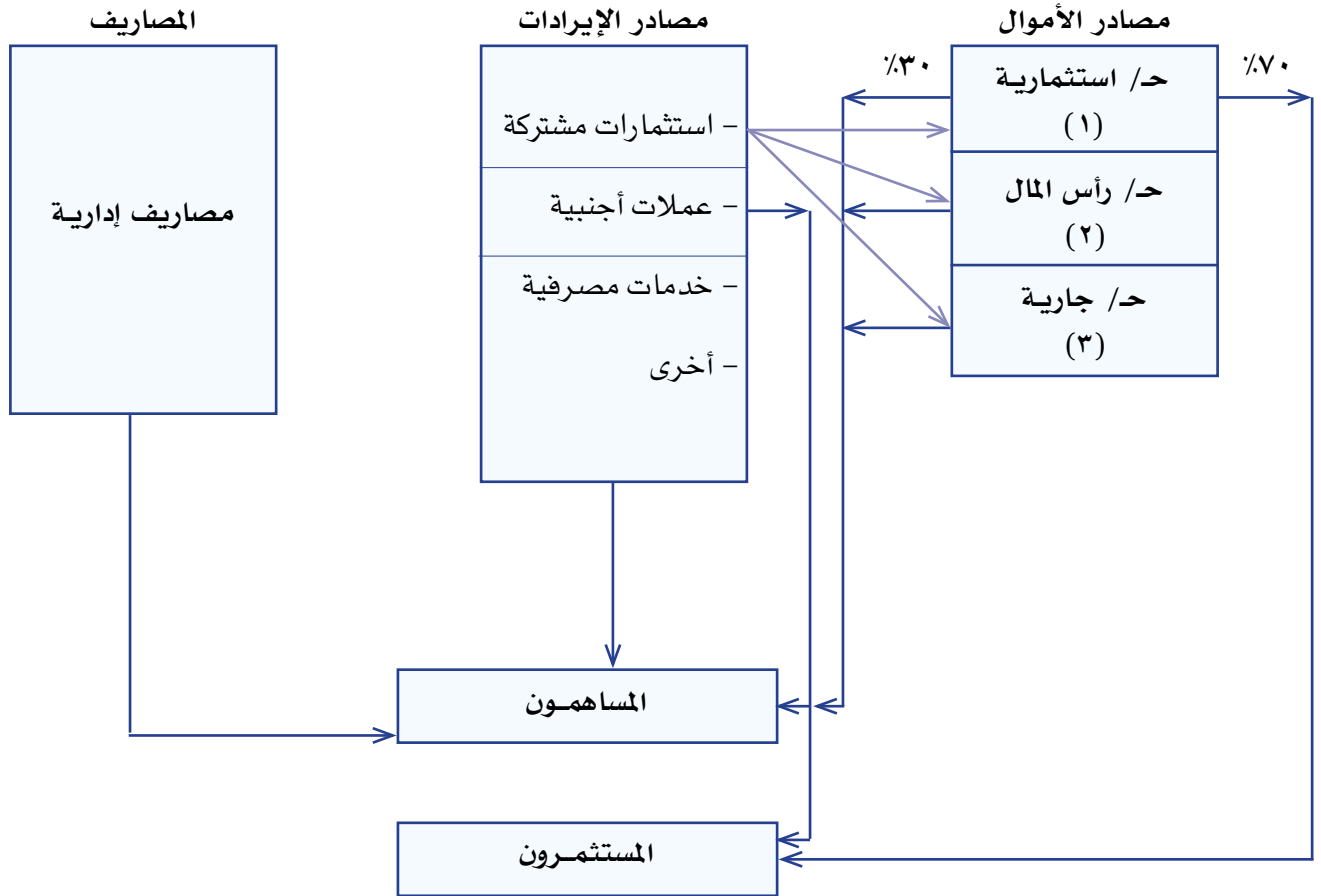 مصادر الأموال
مصادر الإيرادات
المصاريف
٪٧٠
حـ/ استثماريـة
(١)
٪٣٠
حـ/ رأس المال
(٢)
حـ/ جاريـة
(٣)
– استثمارات مشتركة
– عملات أجنبية
– خدمات مصرفية
– أخرى
مصاريف إداريـة
المساهمـون
المستثمـرون